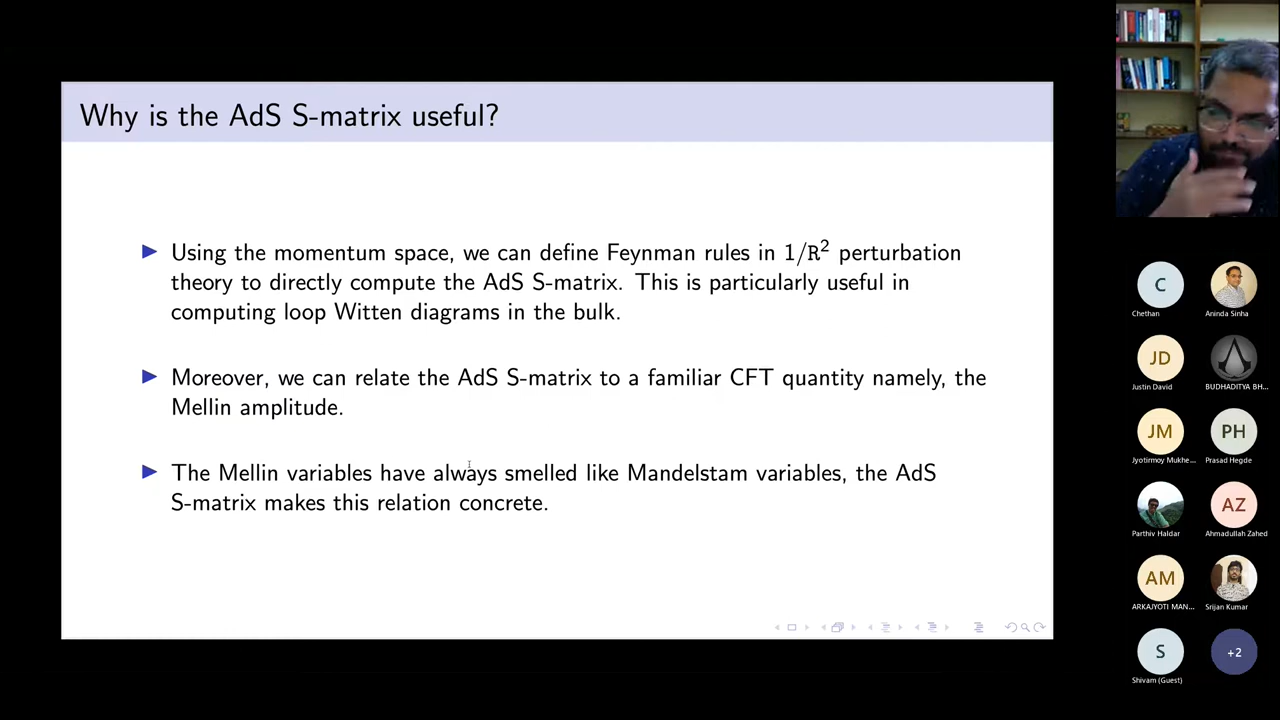 Why is the AdS S-matrix useful?
Using the momentum space, we can define Feynman rules in 1/R² perturbation
theory to directly compute the AdS S-matrix. This is particularly useful in
computing loop Witten diagrams in the bulk.
Moreover, we can relate the AdS S-matrix to a familiar CFT quantity namely, the
Mellin amplitude.
The Mellin variables have always smelled like Mandelstam variables, the AdS
S-matrix makes this relation concrete.
C
Chethan
Aninda Sinha
JD
Justin David
BUDHADITYA BH...
JM
Jyotirmoy Mukhe...
PH
Prasad Hegde
Parthiv Haldar
AZ
Ahmadullah Zahed
AM
ARKAJYOTI MAN...
Srijan Kumar
S
Shivam (Guest)
+2